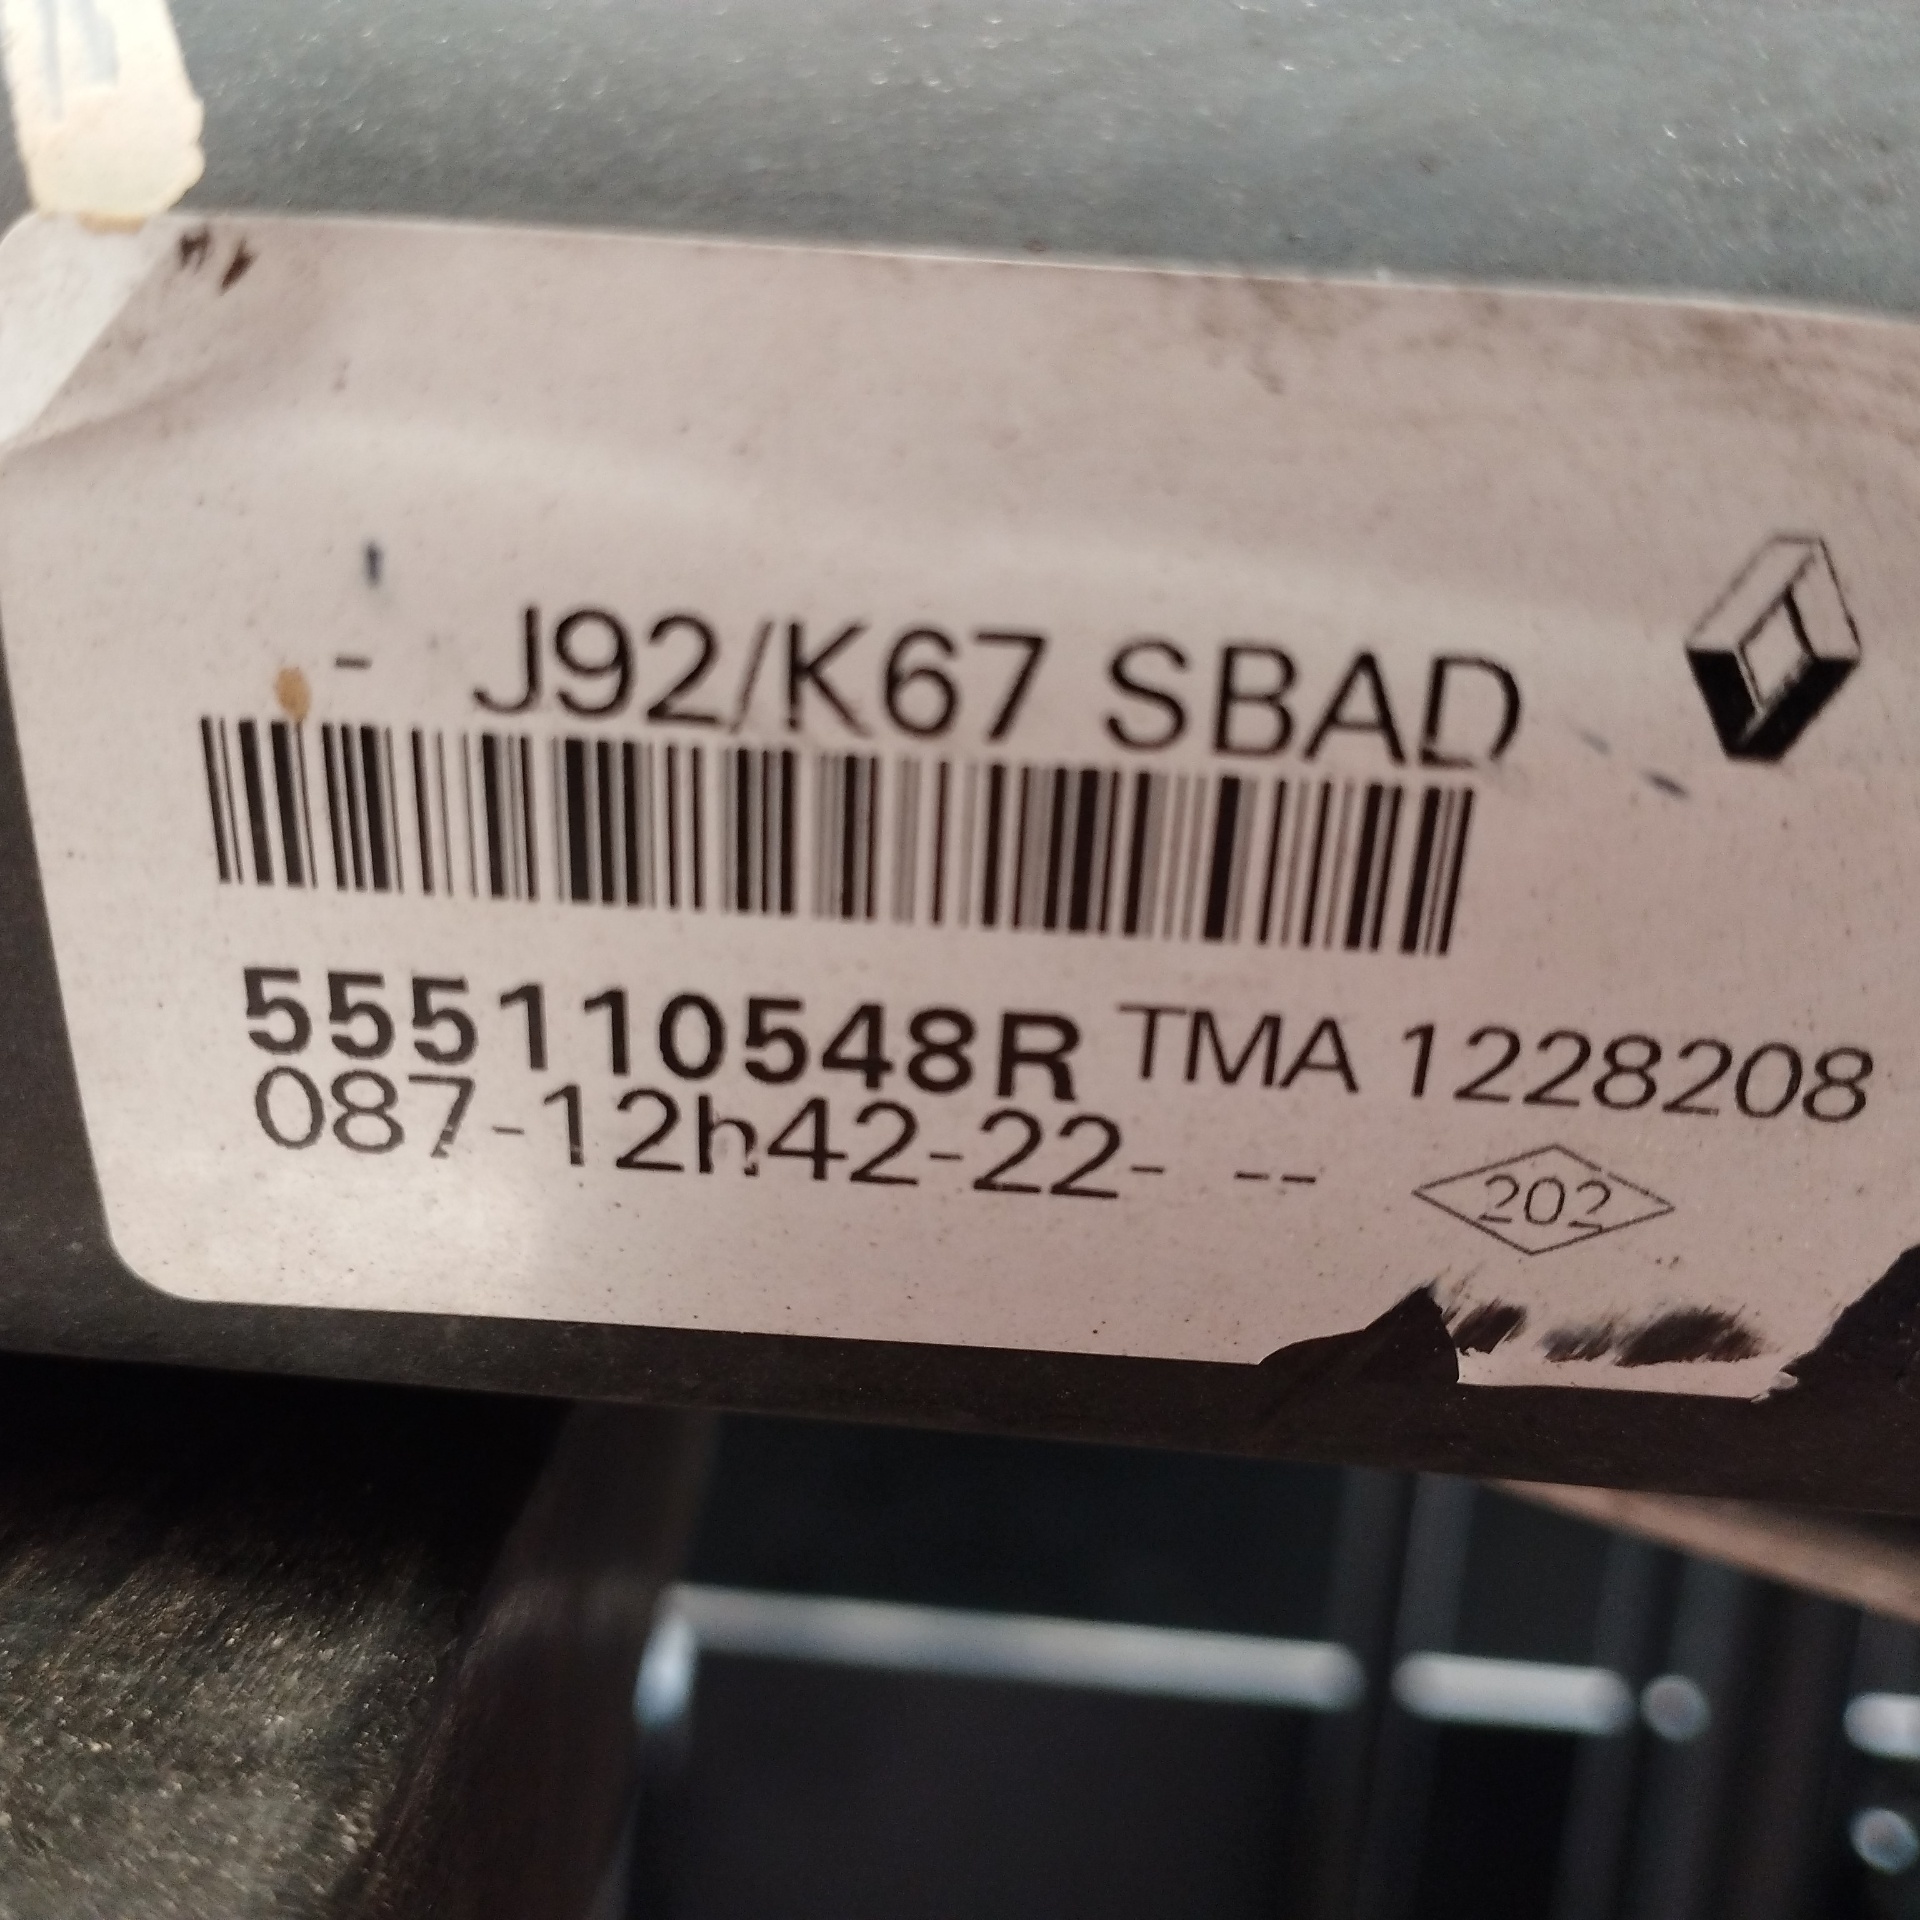 - J92/K67 SBAD
555110548R TMA 1228208
087-12h42-22- --
202